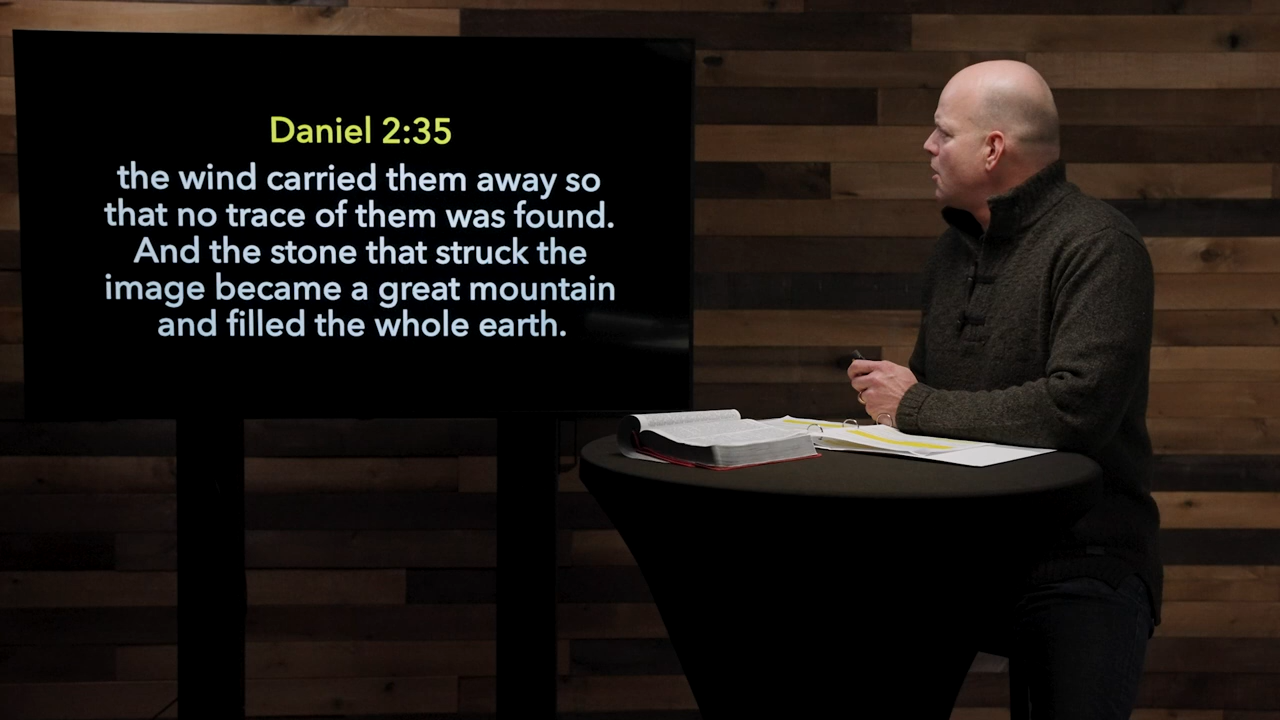 Daniel 2:35
the wind carried them away so
that no trace of them was found.
And the stone that struck the
image became a great mountain
and filled the whole earth.